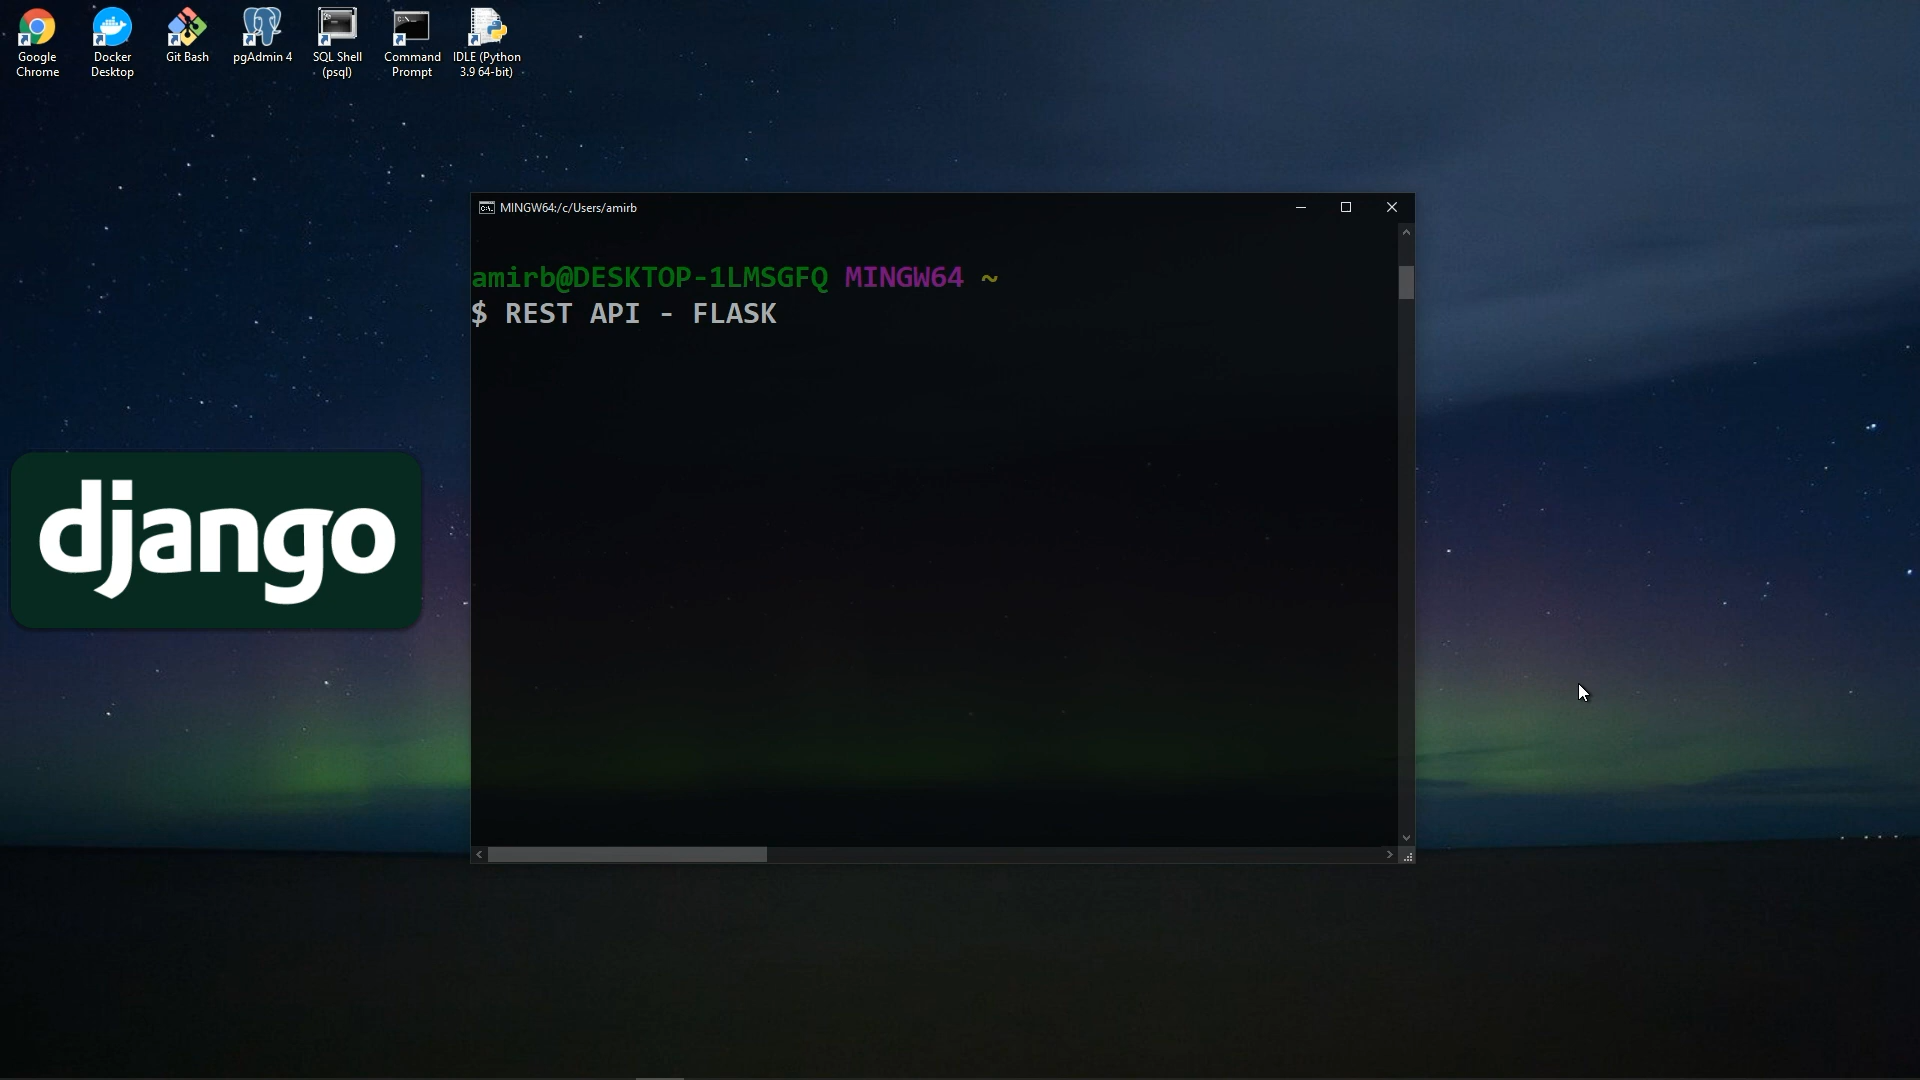 Google
Chrome
Docker
Desktop
Git Bash
pgAdmin 4
SQL Shell
(psql)
Command
Prompt
IDLE (Python
3.9 64-bit)
MINGW64:/c/Users/amirb
amirb@DESKTOP-1LMSGFQ MINGW64 ~
$ REST API - FLASK
django